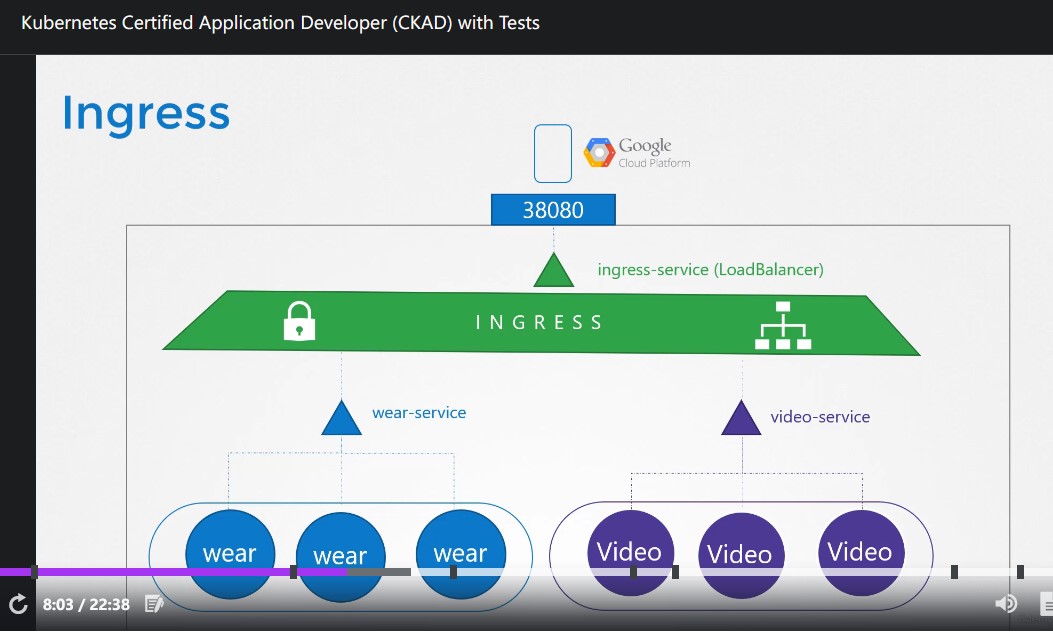 Kubernetes Certified Application Developer (CKAD) with Tests
Ingress
Google
Cloud Platform
38080
ingress-service (LoadBalancer)
INGRESS
wear-service
video-service
wear
wear
wear
Video
Video
Video
8:03 / 22:38